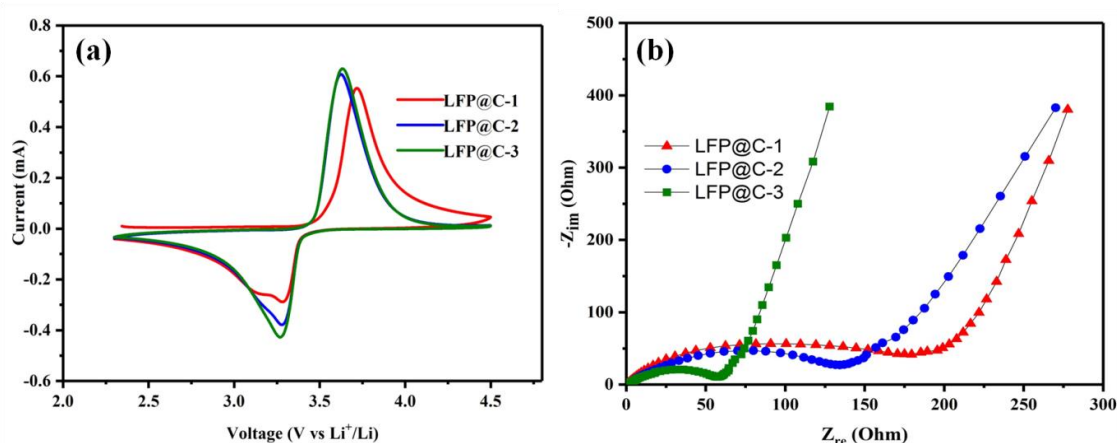 (a)
0.8
0.6
0.4
0.2
0.0
-0.2
-0.4
-0.6
Current (mA)
LFP@C-1
LFP@C-2
LFP@C-3
2.0 2.5 3.0 3.5 4.0 4.5
Voltage (V vs Li⁺/Li)
(b)
500
400
300
200
100
0
-Zim (Ohm)
LFP@C-1
LFP@C-2
LFP@C-3
0 50 100 150 200 250 300
Zre (Ohm)